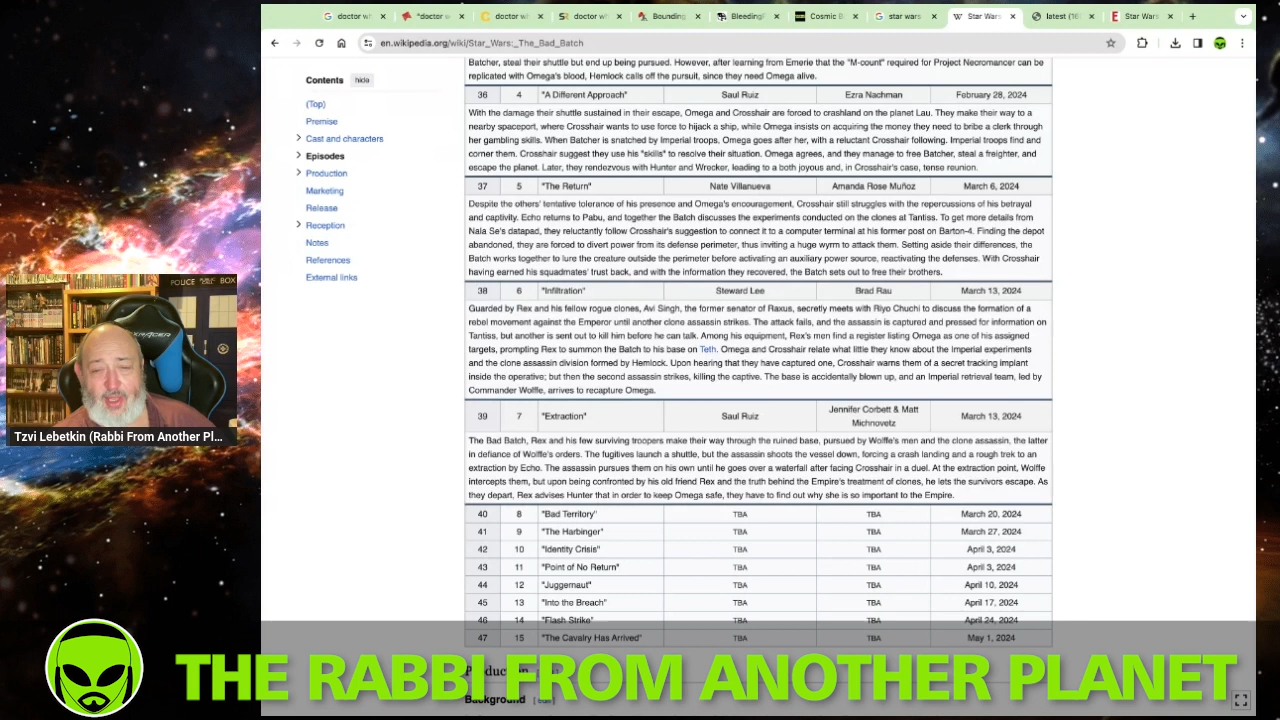 doctor wh
"doctor w
doctor wh
doctor wh
Bounding
Bleeding
Cosmic B
star wars
Star Wars
latest (16
Star Wars
en.wikipedia.org/wiki/Star_Wars:_The_Bad_Batch
Contents hide
(Top)
Premise
Cast and characters
Episodes
Production
Marketing
Release
Reception
Notes
References
External links
Batcher, steal their shuttle but end up being pursued. However, after learning from Emerie that the "M-count" required for Project Necromancer can be
replicated with Omega's blood, Hemlock calls off the pursuit, since they need Omega alive.
36 4 "A Different Approach" Saul Ruiz Ezra Nachman February 28, 2024
With the damage their shuttle sustained in their escape, Omega and Crosshair are forced to crashland on the planet Lau. They make their way to a
nearby spaceport, where Crosshair wants to use force to hijack a ship, while Omega insists on acquiring the money they need to bribe a clerk through
her gambling skills. When Batcher is snatched by Imperial troops, Omega goes after her, with a reluctant Crosshair following. Imperial troops find and
corner them. Crosshair suggest they use his "skills" to resolve their situation. Omega agrees, and they manage to free Batcher, steal a freighter, and
escape the planet. Later, they rendezvous with Hunter and Wrecker, leading to a both joyous and, in Crosshair's case, tense reunion.
37 5 "The Return" Nate Villanueva Amanda Rose Muñoz March 6, 2024
Despite the others' tentative tolerance of his presence and Omega's encouragement, Crosshair still struggles with the repercussions of his betrayal
and captivity. Echo returns to Pabu, and together the Batch discusses the experiments conducted on the clones at Tantiss. To get more details from
Nala Se's datapad, they reluctantly follow Crosshair's suggestion to connect it to a computer terminal at his former post on Barton-4. Finding the depot
abandoned, they are forced to divert power from its defense perimeter, thus inviting a huge wyrm to attack them. Setting aside their differences, the
Batch works together to lure the creature outside the perimeter before activating an auxiliary power source, reactivating the defenses. With Crosshair
having earned his squadmates' trust back, and with the information they recovered, the Batch sets out to free their brothers.
38 6 "Infiltration" Steward Lee Brad Rau March 13, 2024
Guarded by Rex and his fellow rogue clones, Avi Singh, the former senator of Raxus, secretly meets with Riyo Chuchi to discuss the formation of a
rebel movement against the Emperor until another clone assassin strikes. The attack fails, and the assassin is captured and pressed for information on
Tantiss, but another is sent out to kill him before he can talk. Among his equipment, Rex's men find a register listing Omega as one of his assigned
targets, prompting Rex to summon the Batch to his base on Teth. Omega and Crosshair relate what little they know about the Imperial experiments
and the clone assassin division formed by Hemlock. Upon hearing that they have captured one, Crosshair warns them of a secret tracking implant
inside the operative; but then the second assassin strikes, killing the captive. The base is accidentally blown up, and an Imperial retrieval team, led by
Commander Wolffe, arrives to recapture Omega.
39 7 "Extraction" Saul Ruiz Jennifer Corbett & Matt Michnovetz March 13, 2024
The Bad Batch, Rex and his few surviving troopers make their way through the ruined base, pursued by Wolffe's men and the clone assassin, the latter
in defiance of Wolffe's orders. The fugitives launch a shuttle, but the assassin shoots the vessel down, forcing a crash landing and a rough trek to an
extraction by Echo. The assassin pursues them on his own until he goes over a waterfall after facing Crosshair in a duel. At the extraction point, Wolffe
intercepts them, but upon being confronted by his old friend Rex and the truth behind the Empire's treatment of clones, he lets the survivors escape. As
they depart, Rex advises Hunter that in order to keep Omega safe, they have to find out why she is so important to the Empire.
40 8 "Bad Territory" TBA TBA March 20, 2024
41 9 "The Harbinger" TBA TBA March 27, 2024
42 10 "Identity Crisis" TBA TBA April 3, 2024
43 11 "Point of No Return" TBA TBA April 3, 2024
44 12 "Juggernaut" TBA TBA April 10, 2024
45 13 "Into the Breach" TBA TBA April 17, 2024
46 14 "Flash Strike" TBA TBA April 24, 2024
47 15 "The Cavalry Has Arrived" TBA TBA May 1, 2024
Background [edit]
POLICE BOX
Tzvi Lebetkin (Rabbi From Another Pl...
THE RABBI FROM ANOTHER PLANET